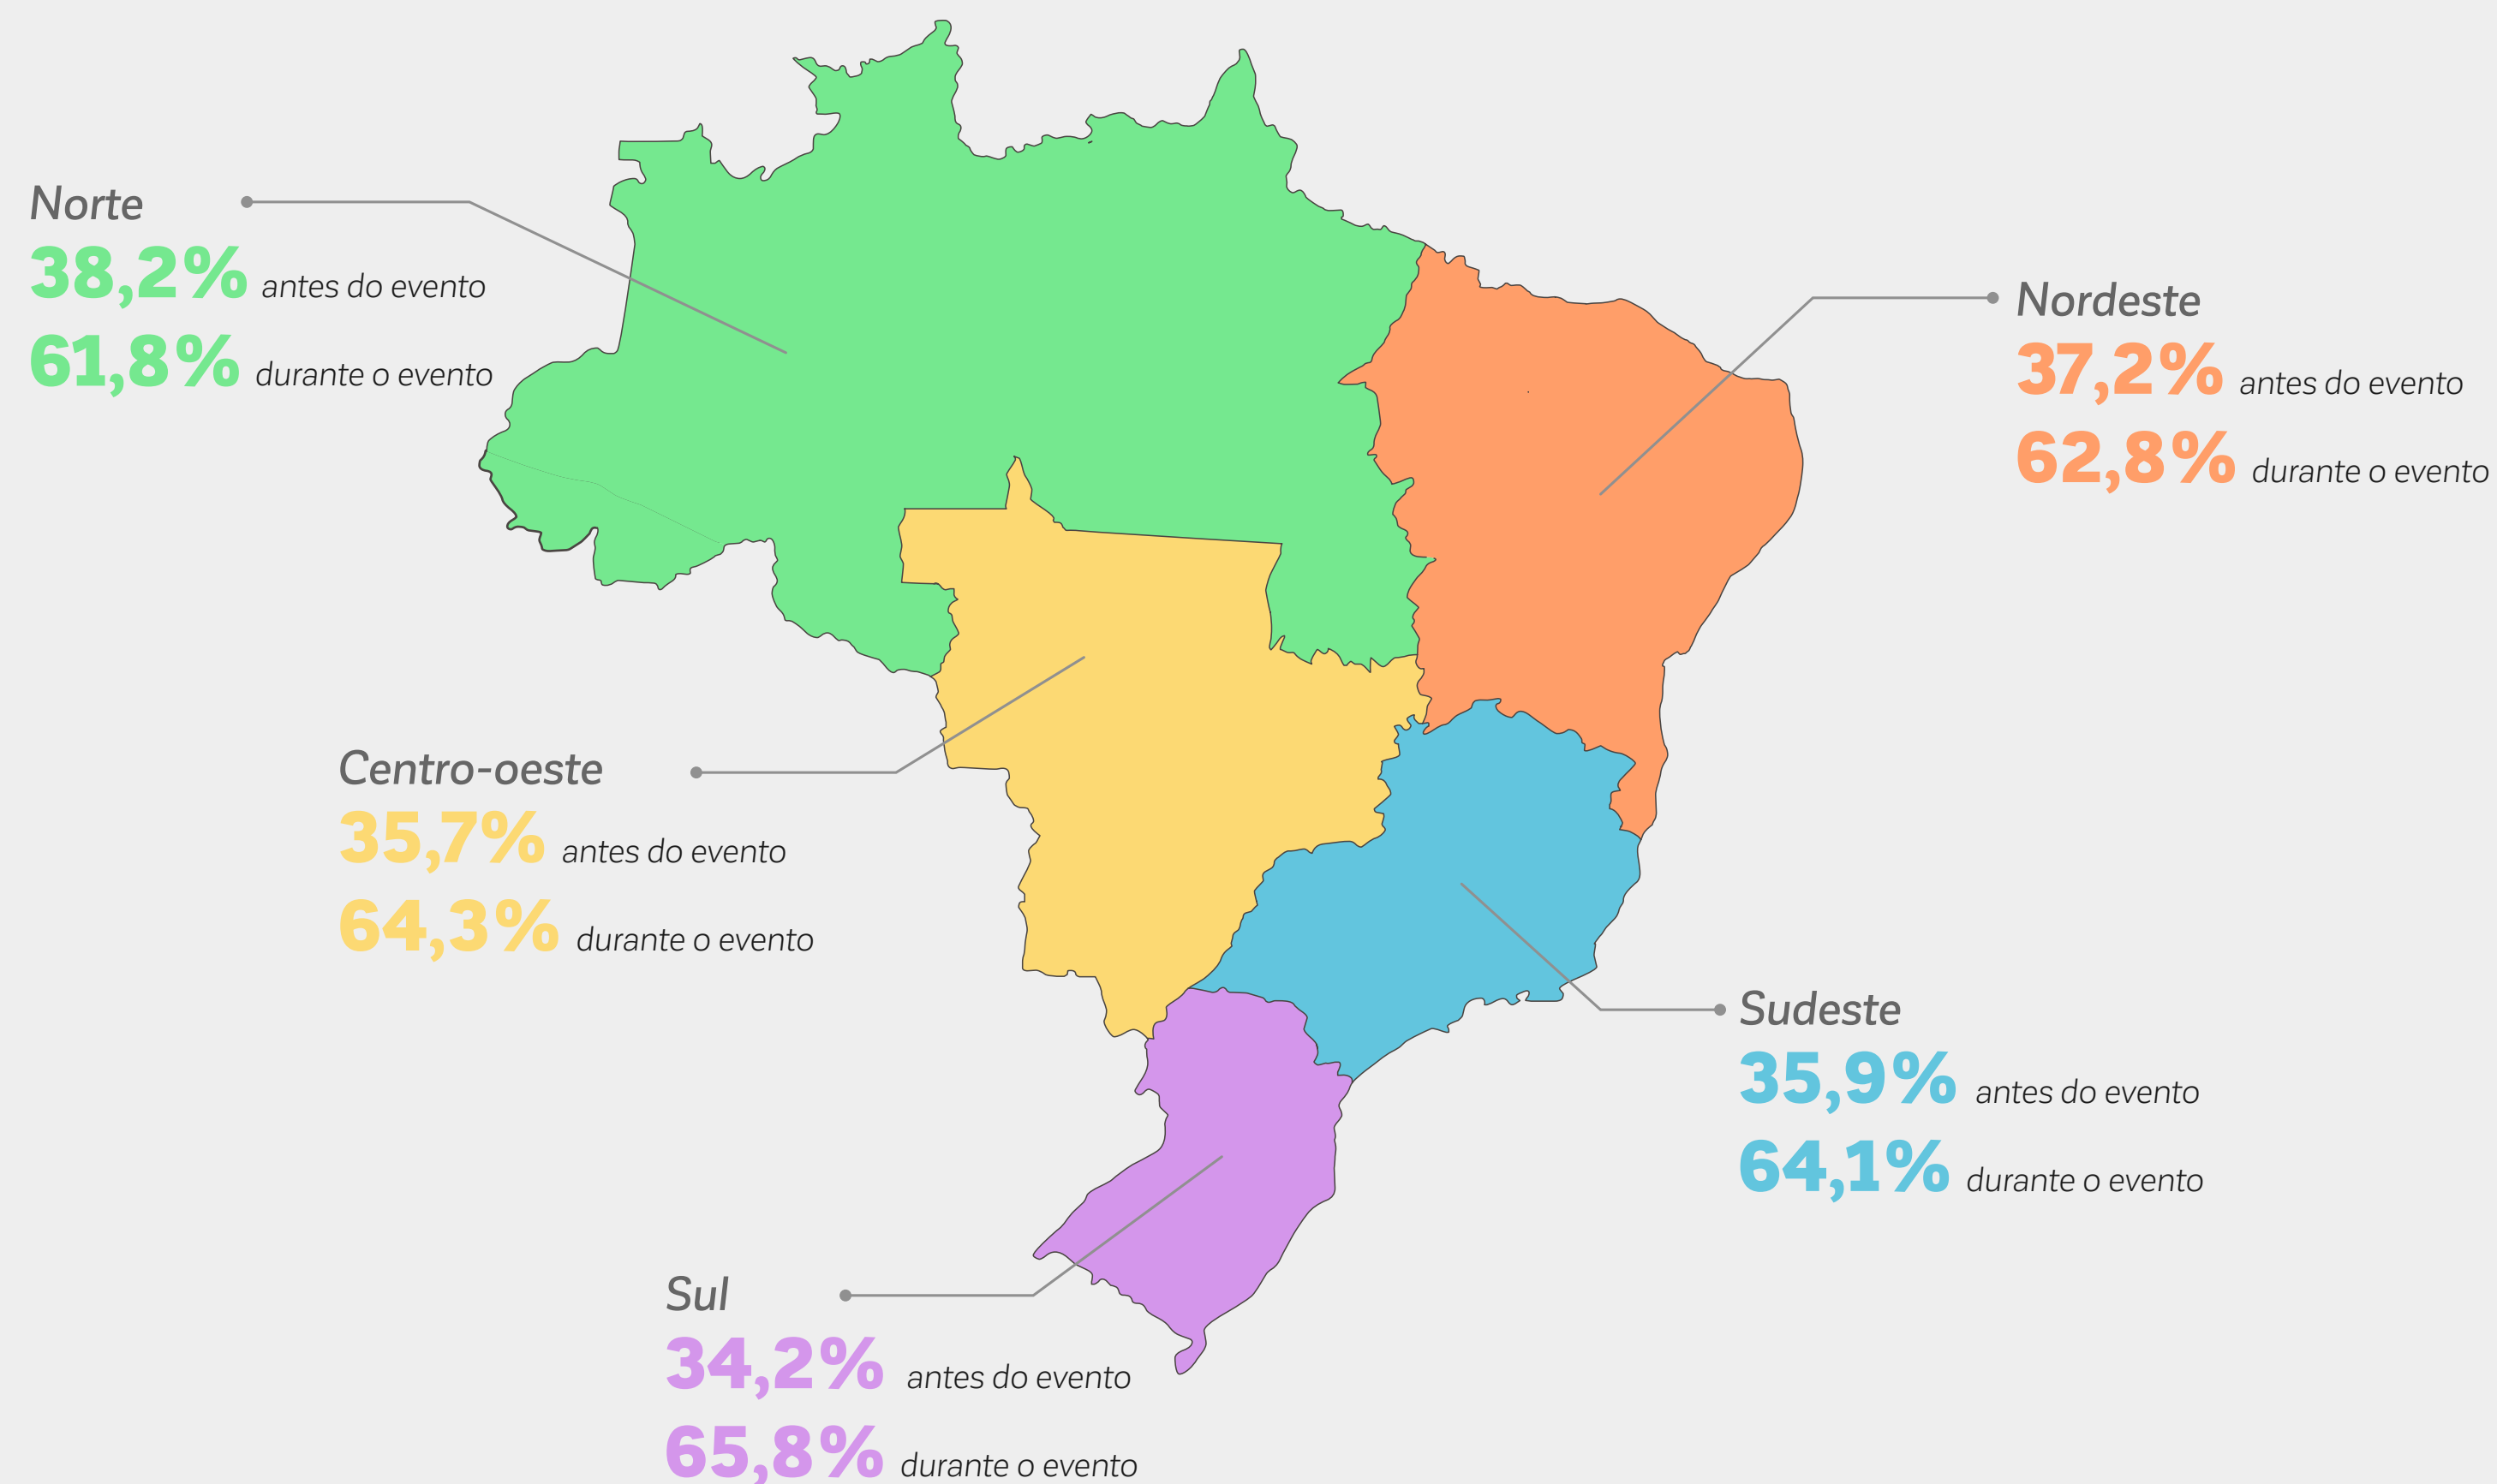 Norte
38,2% antes do evento
61,8% durante o evento
Nordeste
37,2% antes do evento
62,8% durante o evento
Centro-oeste
35,7% antes do evento
64,3% durante o evento
Sudeste
35,9% antes do evento
64,1% durante o evento
Sul
34,2% antes do evento
65,8% durante o evento